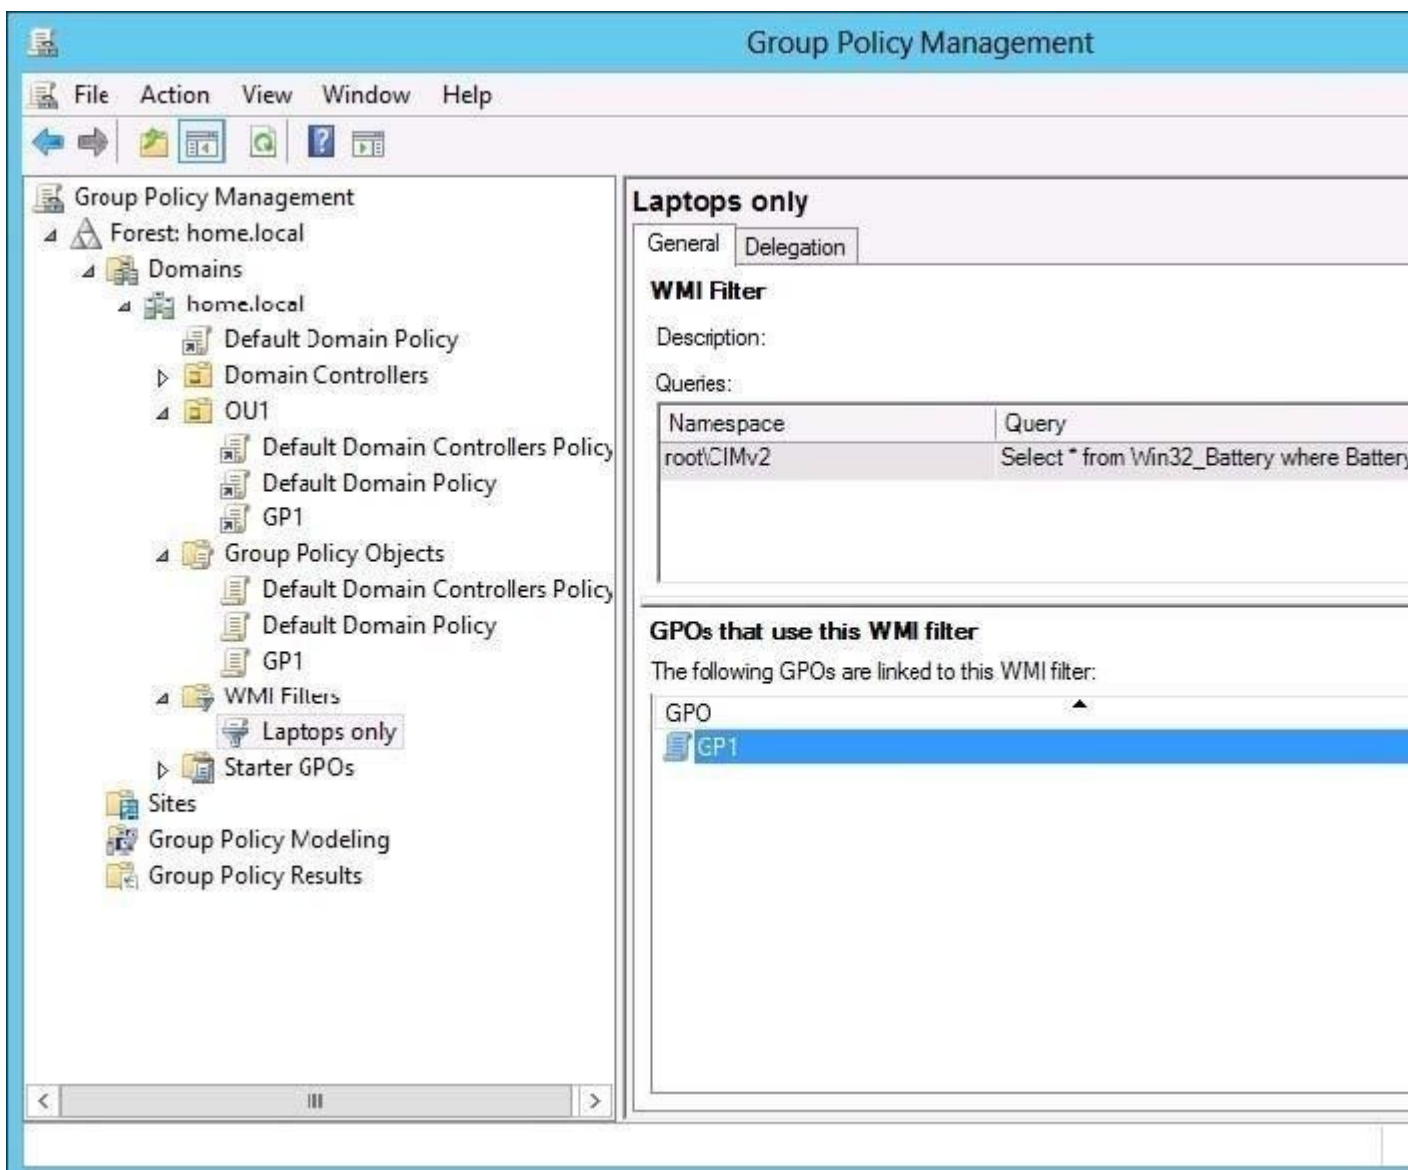 Group Policy Management
File Action View Window Help
Group Policy Management
Forest: home.local
Domains
home.local
Default Domain Policy
Domain Controllers
OU1
Default Domain Controllers Policy
Default Domain Policy
GP1
Group Policy Objects
Default Domain Controllers Policy
Default Domain Policy
GP1
WMI Filters
Laptops only
Starter GPOs
Sites
Group Policy Modeling
Group Policy Results
Laptops only
General Delegation
WMI Filter
Description:
Queries:
Namespace Query
root\CIMv2 Select * from Win32_Battery where Battery
GPOs that use this WMI filter
The following GPOs are linked to this WMI filter:
GPO
GP1